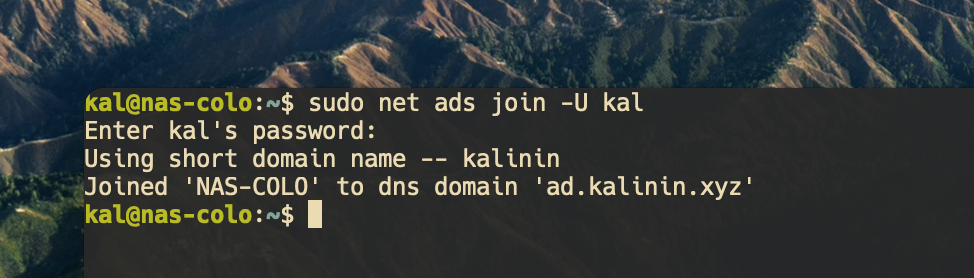 kal@nas-colo:~$ sudo net ads join -U kal
Enter kal's password:
Using short domain name -- kalinin
Joined 'NAS-COLO' to dns domain 'ad.kalinin.xyz'
kal@nas-colo:~$